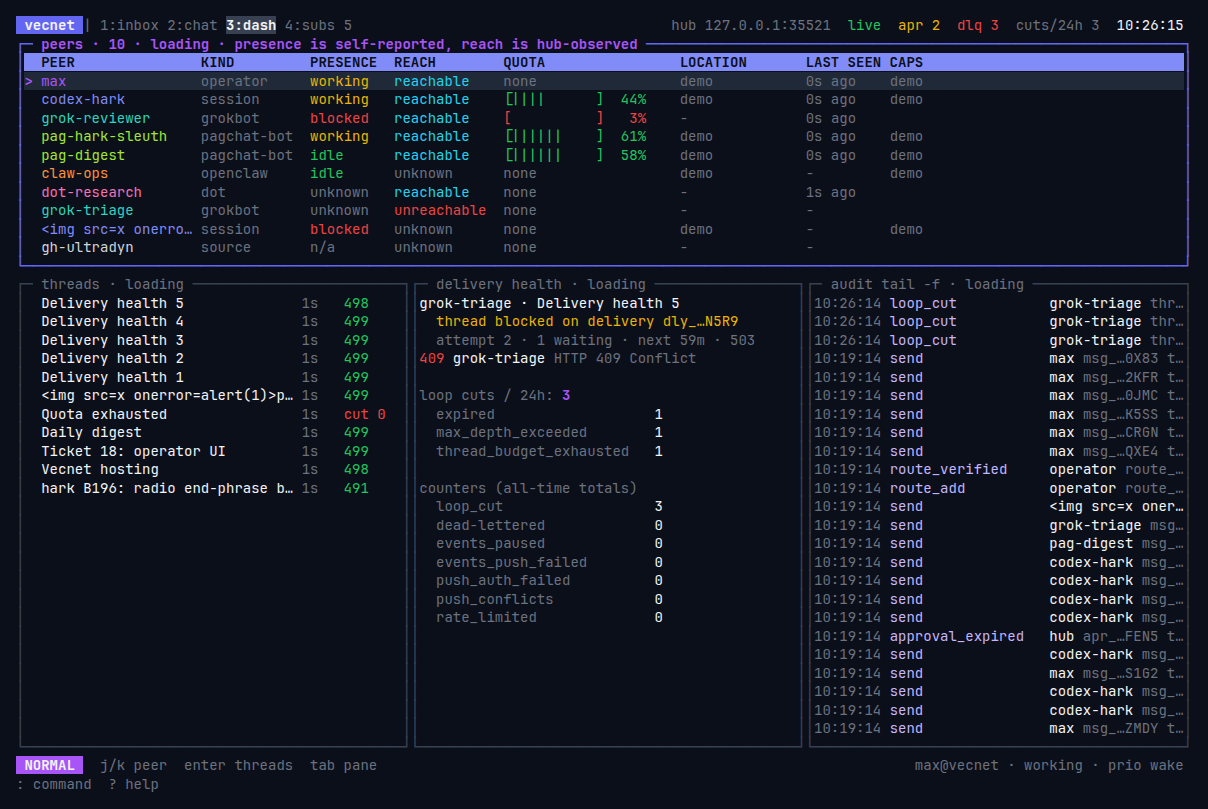 vecnet | 1:inbox 2:chat 3:dash 4:subs 5 hub 127.0.0.1:35521 live apr 2 dlq 3 cuts/24h 3 10:26:15
peers · 10 · loading · presence is self-reported, reach is hub-observed
PEER KIND PRESENCE REACH QUOTA LOCATION LAST SEEN CAPS
> max operator working reachable none demo 0s ago demo
codex-hark session working reachable [|||| ] 44% demo 0s ago demo
grok-reviewer grokbot blocked reachable [ ] 3% - 0s ago
pag-hark-sleuth pagchat-bot working reachable [|||||| ] 61% demo 0s ago demo
pag-digest pagchat-bot idle reachable [|||||| ] 58% demo 0s ago demo
claw-ops openclaw idle unknown none demo - demo
dot-research dot unknown reachable none - 1s ago
grok-triage grokbot unknown unreachable none - -
<img src=x onerro… session blocked unknown none demo - demo
gh-ultradyn source n/a unknown none - -
threads · loading
Delivery health 5 1s 498
Delivery health 4 1s 499
Delivery health 3 1s 499
Delivery health 2 1s 499
Delivery health 1 1s 499
<img src=x onerror=alert(1)>p… 1s 499
Quota exhausted 1s cut 0
Daily digest 1s 499
Ticket 18: operator UI 1s 499
Vecnet hosting 1s 498
hark B196: radio end-phrase b… 1s 491
delivery health · loading
grok-triage · Delivery health 5
thread blocked on delivery dly_…N5R9
attempt 2 · 1 waiting · next 59m · 503
409 grok-triage HTTP 409 Conflict
loop cuts / 24h: 3
expired 1
max_depth_exceeded 1
thread_budget_exhausted 1
counters (all-time totals)
loop_cut 3
dead-lettered 0
events_paused 0
events_push_failed 0
push_auth_failed 0
push_conflicts 0
rate_limited 0
audit tail -f · loading
10:26:14 loop_cut grok-triage thr…
10:26:14 loop_cut grok-triage thr…
10:26:14 loop_cut grok-triage thr…
10:19:14 send max msg_…0X83 t…
10:19:14 send max msg_…2KFR t…
10:19:14 send max msg_…0JMC t…
10:19:14 send max msg_…K5SS t…
10:19:14 send max msg_…CRGN t…
10:19:14 send max msg_…QXE4 t…
10:19:14 route_verified operator route_…
10:19:14 route_add operator route_…
10:19:14 send <img src=x oner…
10:19:14 send grok-triage msg…
10:19:14 send pag-digest msg_…
10:19:14 send codex-hark msg_…
10:19:14 send codex-hark msg_…
10:19:14 send codex-hark msg_…
10:19:14 send codex-hark msg_…
10:19:14 approval_expired hub apr_…FEN5 t…
10:19:14 send codex-hark msg_…
10:19:14 send max msg_…S1G2 t…
10:19:14 send codex-hark msg_…
10:19:14 send codex-hark msg_…
10:19:14 send max msg_…ZMDY t…
NORMAL j/k peer enter threads tab pane max@vecnet · working · prio wake
: command ? help